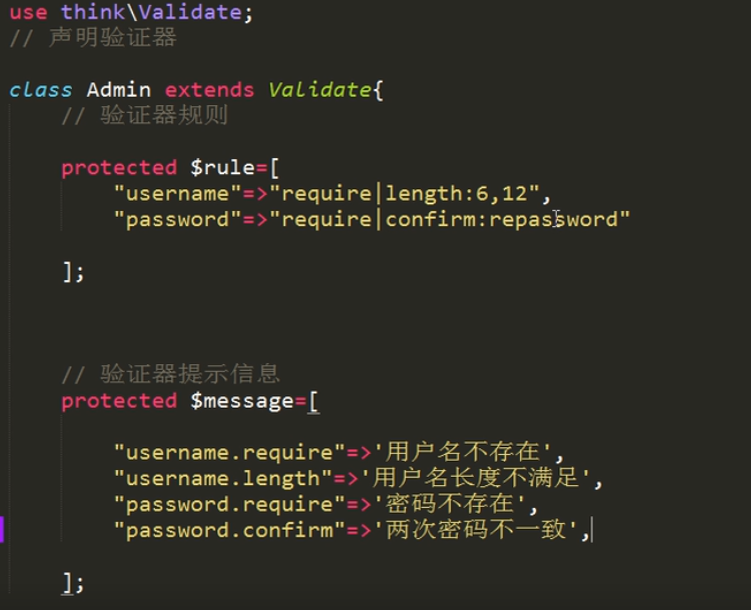 use think\Validate;
// 声明验证器
class Admin extends Validate{
// 验证器规则
protected $rule=[
"username"=>"require|length:6,12",
"password"=>"require|confirm:repassword"
];
// 验证器提示信息
protected $message=[
"username.require"=>'用户名不存在',
"username.length"=>'用户名长度不满足',
"password.require"=>'密码不存在',
"password.confirm"=>'两次密码不一致',
];